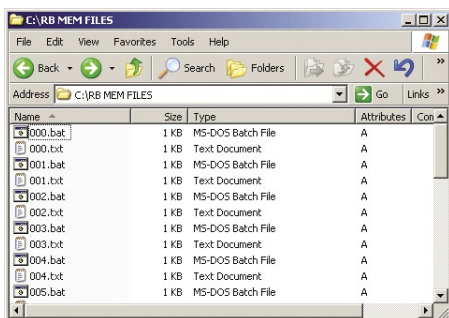 C:\RB MEM FILES
File Edit View Favorites Tools Help
Back Search Folders »
Address C:\RB MEM FILES Go Links »
Name Size Type Attributes Con
000.bat 1 KB MS-DOS Batch File A
000.txt 1 KB Text Document A
001.bat 1 KB MS-DOS Batch File A
001.txt 1 KB Text Document A
002.bat 1 KB MS-DOS Batch File A
002.txt 1 KB Text Document A
003.bat 1 KB MS-DOS Batch File A
003.txt 1 KB Text Document A
004.bat 1 KB MS-DOS Batch File A
004.txt 1 KB Text Document A
005.bat 1 KB MS-DOS Batch File A